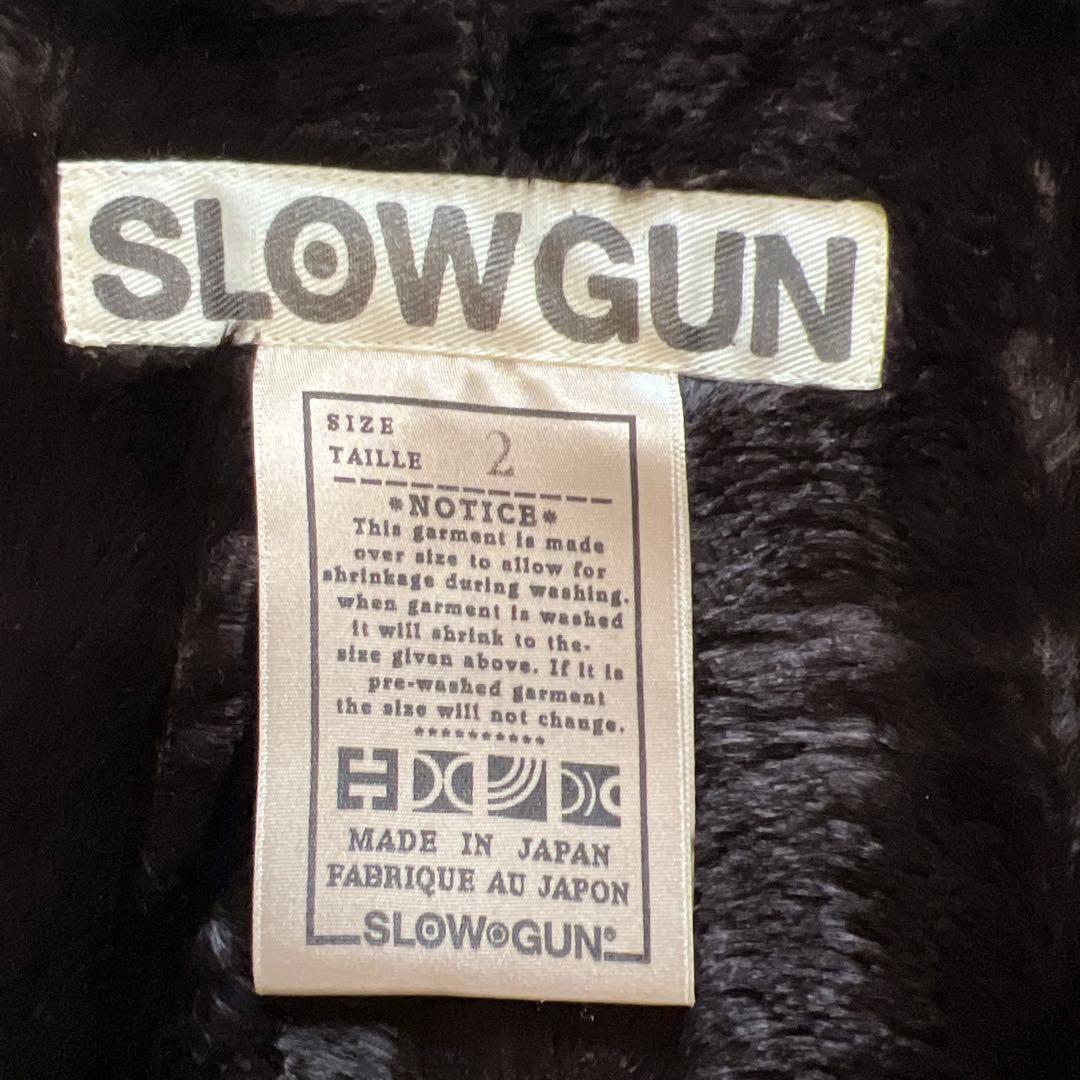 SLOWGUN
SIZE
TAILLE 2
*NOTICE*
This garment is made
over size to allow for
shrinkage during washing.
when garment is washed
it will shrink to the-
size given above. If it is
pre-washed garment
the size will not change.
**********
MADE IN JAPAN
FABRIQUE AU JAPON
SLOW GUN®